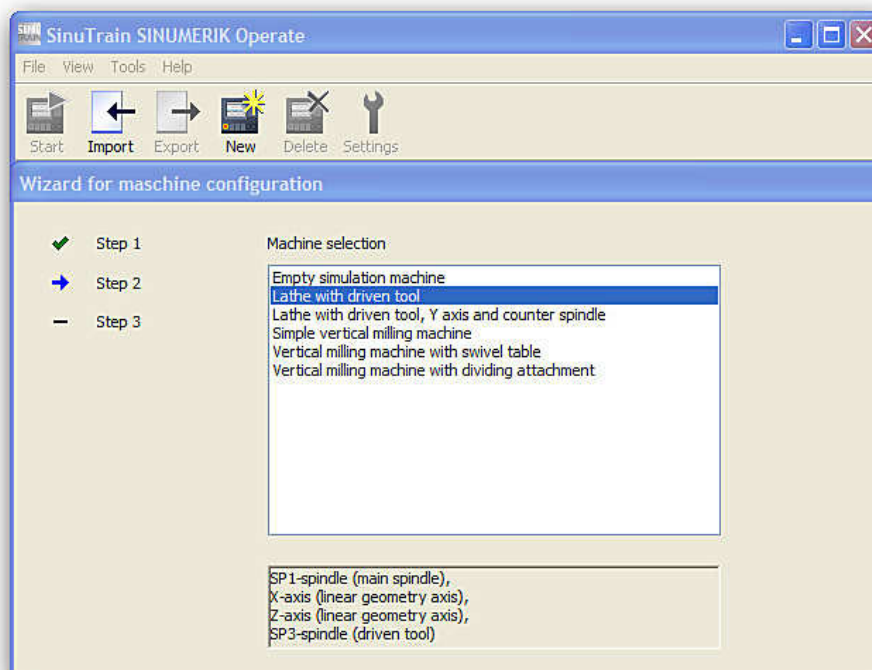 SinuTrain SINUMERIK Operate
File View Tools Help
Start Import Export New Delete Settings
Wizard for maschine configuration
Step 1
Step 2
Step 3
Machine selection
Empty simulation machine
Lathe with driven tool
Lathe with driven tool, Y axis and counter spindle
Simple vertical milling machine
Vertical milling machine with swivel table
Vertical milling machine with dividing attachment
SP1-spindle (main spindle),
X-axis (linear geometry axis),
Z-axis (linear geometry axis),
SP3-spindle (driven tool)